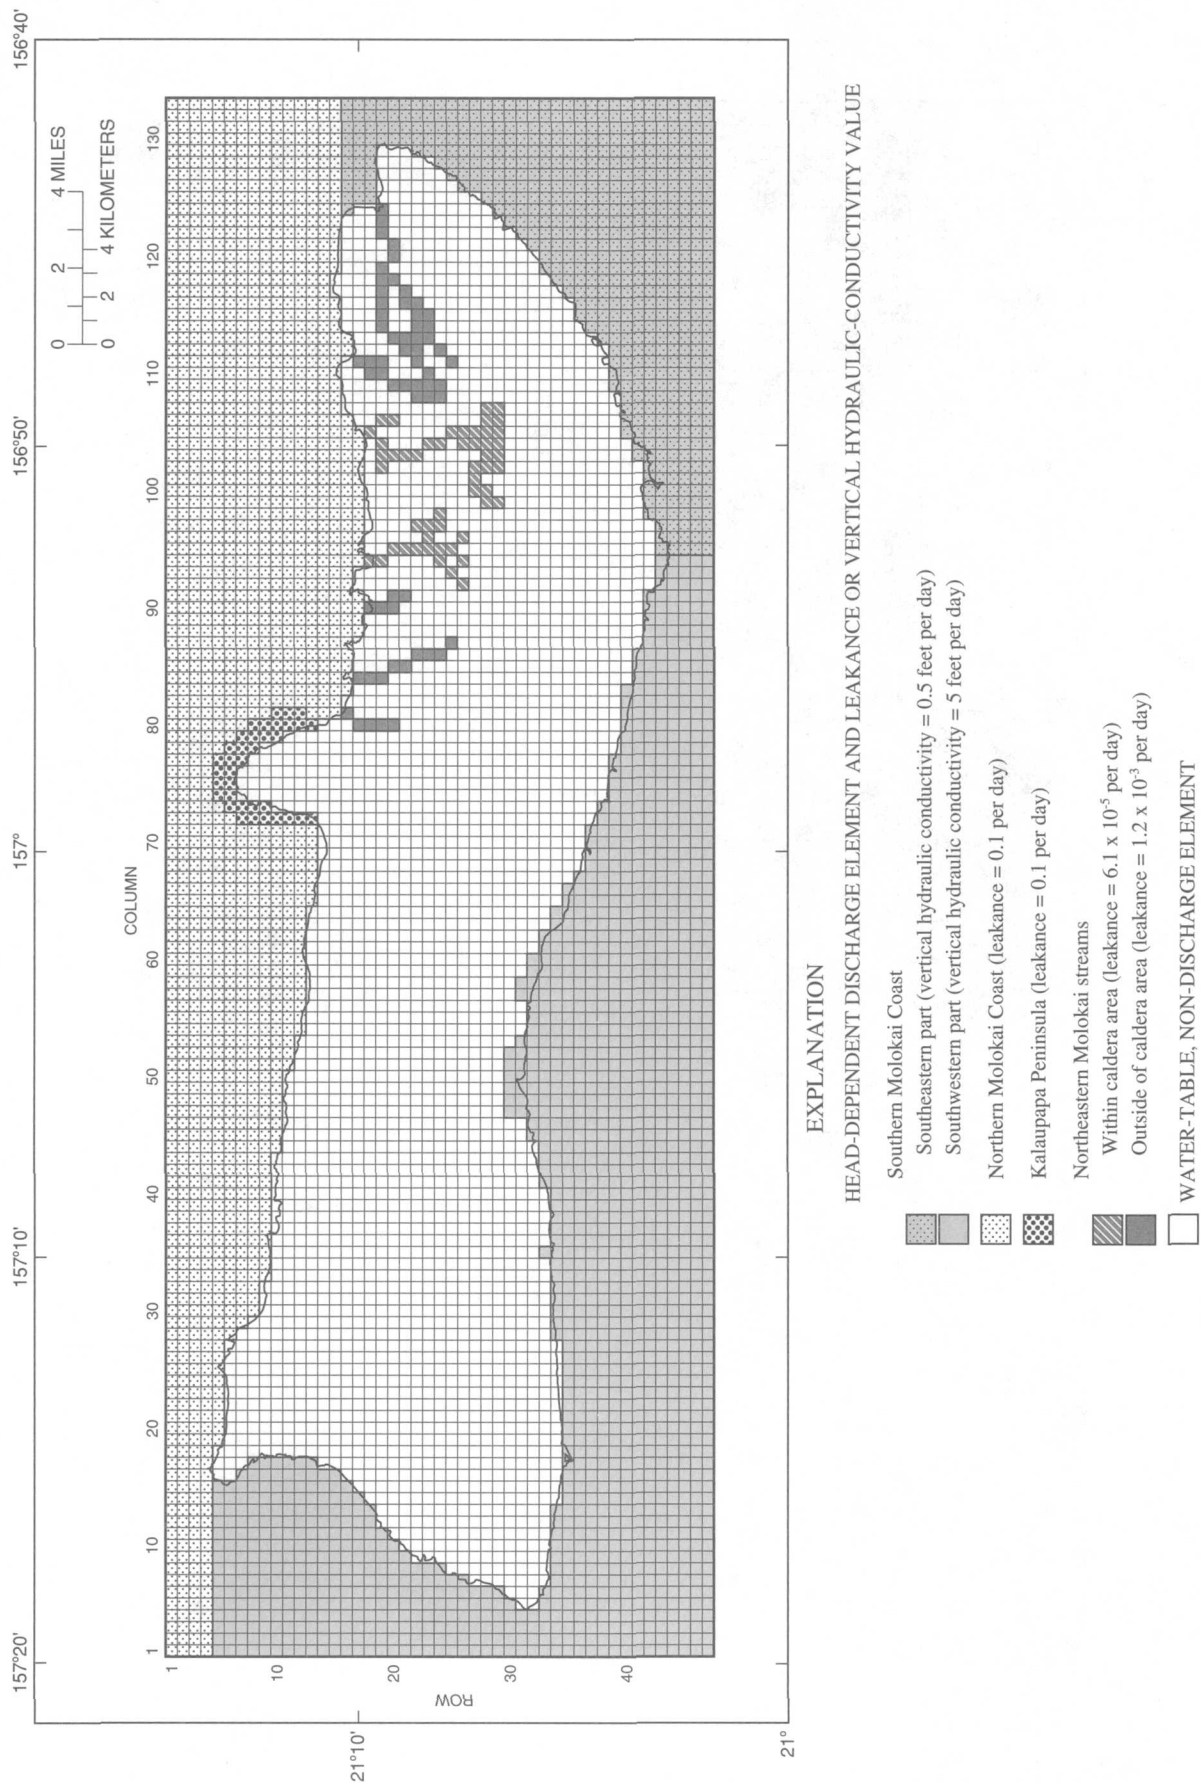 157°20'
157°10'
157°
156°50'
156°40'
0 2 4 MILES
0 2 4 KILOMETERS
COLUMN
1 10 20 30 40 50 60 70 80 90 100 110 120 130
ROW
1
10
20
30
40
21°10'
21°
EXPLANATION
HEAD-DEPENDENT DISCHARGE ELEMENT AND LEAKANCE OR VERTICAL HYDRAULIC-CONDUCTIVITY VALUE
Southern Molokai Coast
Southeastern part (vertical hydraulic conductivity = 0.5 feet per day)
Southwestern part (vertical hydraulic conductivity = 5 feet per day)
Northern Molokai Coast (leakance = 0.1 per day)
Kalaupapa Peninsula (leakance = 0.1 per day)
Northeastern Molokai streams
Within caldera area (leakance = 6.1 x 10⁻⁵ per day)
Outside of caldera area (leakance = 1.2 x 10⁻³ per day)
WATER-TABLE, NON-DISCHARGE ELEMENT